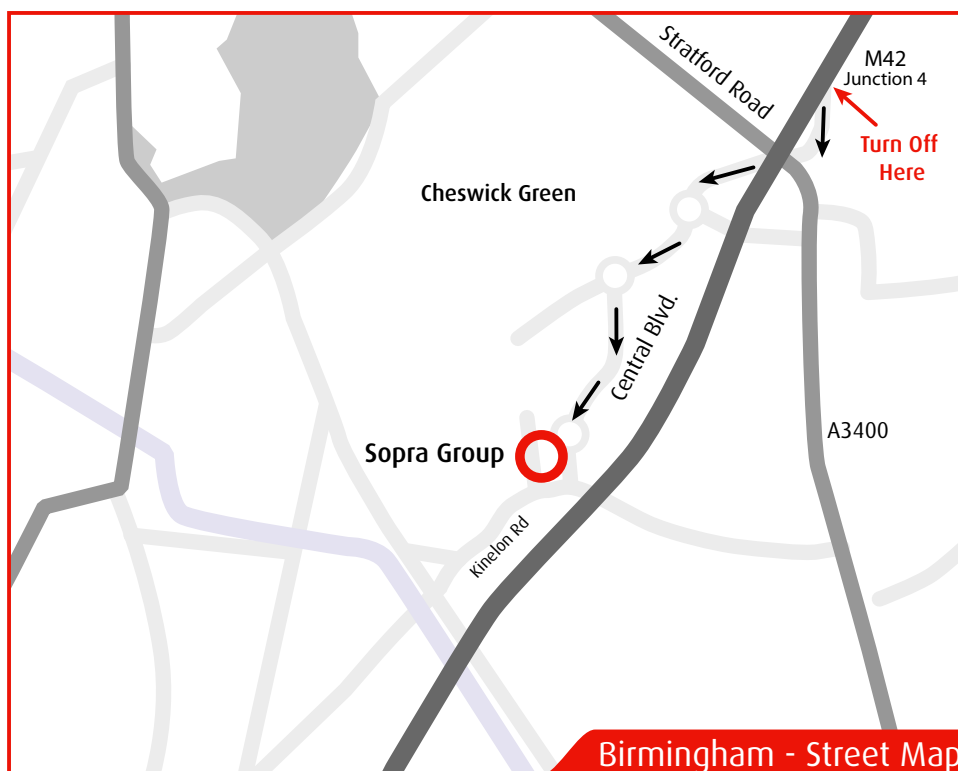 Stratford Road
M42
Junction 4
Turn Off
Here
Cheswick Green
Central Blvd.
A3400
Sopra Group
Kinelon Rd
Birmingham - Street Map